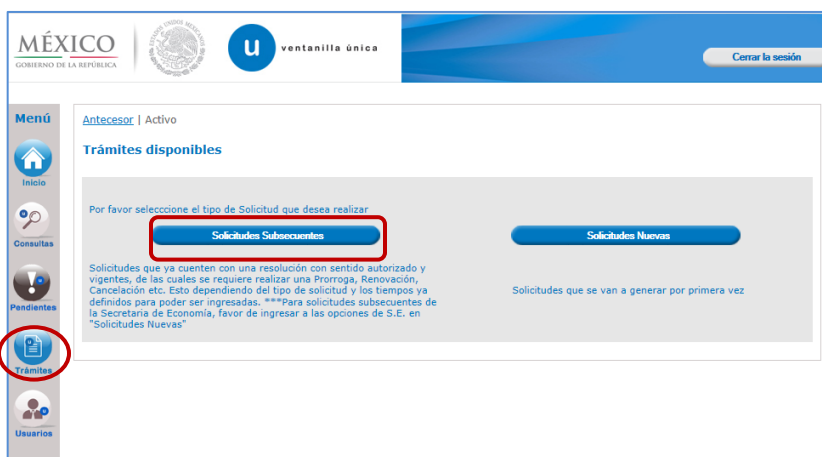 MÉXICO
GOBIERNO DE LA REPÚBLICA
ESTADOS UNIDOS MEXICANOS
u
ventanilla única
Cerrar la sesión
Menú
Inicio
Consultas
Pendientes
Trámites
Usuarios
Antecesor | Activo
Trámites disponibles
Por favor selecccione el tipo de Solicitud que desea realizar
Solicitudes Subsecuentes
Solicitudes que ya cuenten con una resolución con sentido autorizado y
vigentes, de las cuales se requiere realizar una Prorroga, Renovación,
Cancelación etc. Esto dependiendo del tipo de solicitud y los tiempos ya
definidos para poder ser ingresadas. ***Para solicitudes subsecuentes de
la Secretaria de Economía, favor de ingresar a las opciones de S.E. en
"Solicitudes Nuevas"
Solicitudes Nuevas
Solicitudes que se van a generar por primera vez